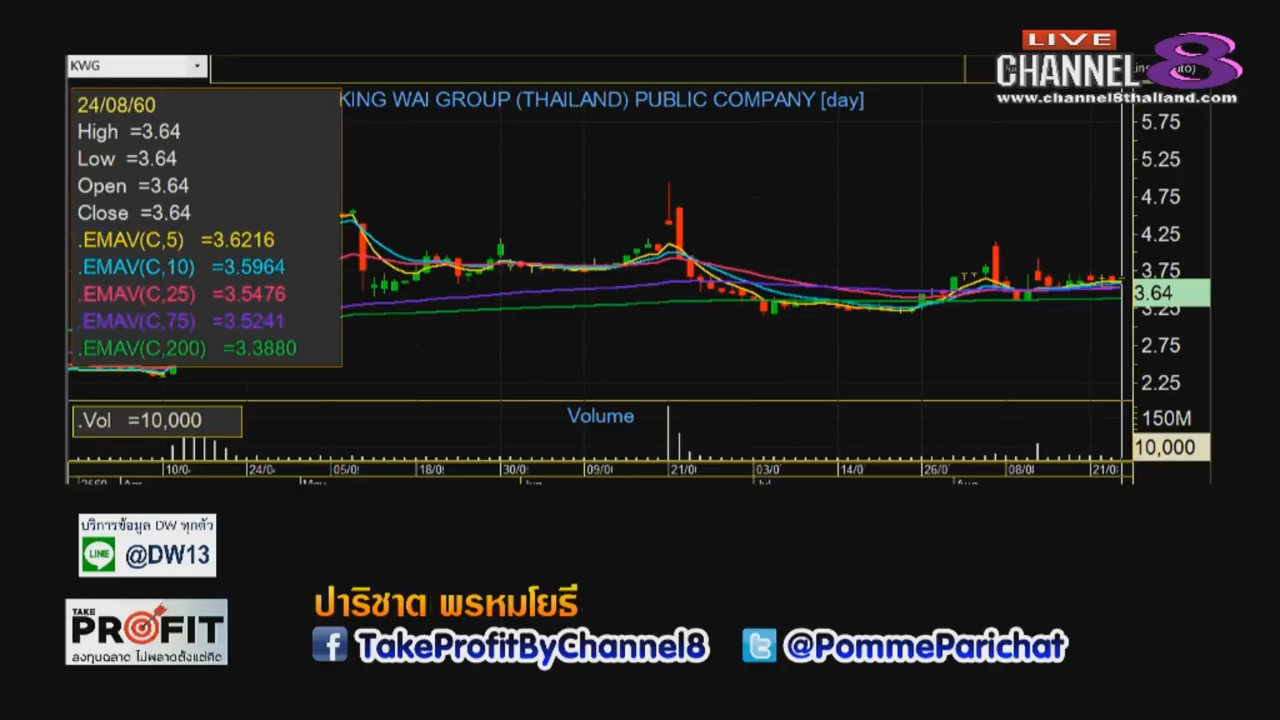 KWG
LIVE
CHANNEL 8
www.channel8thailand.com
24/08/60
KING WAI GROUP (THAILAND) PUBLIC COMPANY [day]
High =3.64
Low =3.64
Open =3.64
Close =3.64
.EMAV(C,5) =3.6216
.EMAV(C,10) =3.5964
.EMAV(C,25) =3.5476
.EMAV(C,75) =3.5241
.EMAV(C,200) =3.3880
5.75
5.25
4.75
4.25
3.75
3.64
3.25
2.75
2.25
.Vol =10,000
Volume
150M
10,000
10/0 24/0 05/0 18/0 30/0 09/0 21/0 03/0 14/0 26/0 08/0 21/0
บริการข้อมูล DW ทุกตัว
LINE @DW13
TAKE
PROFIT
ลงทุนฉลาด ไม่พลาดตั้งแต่คิด
ปาริชาต พรหมโยธี
TakeProfitByChannel8 @PommeParichat